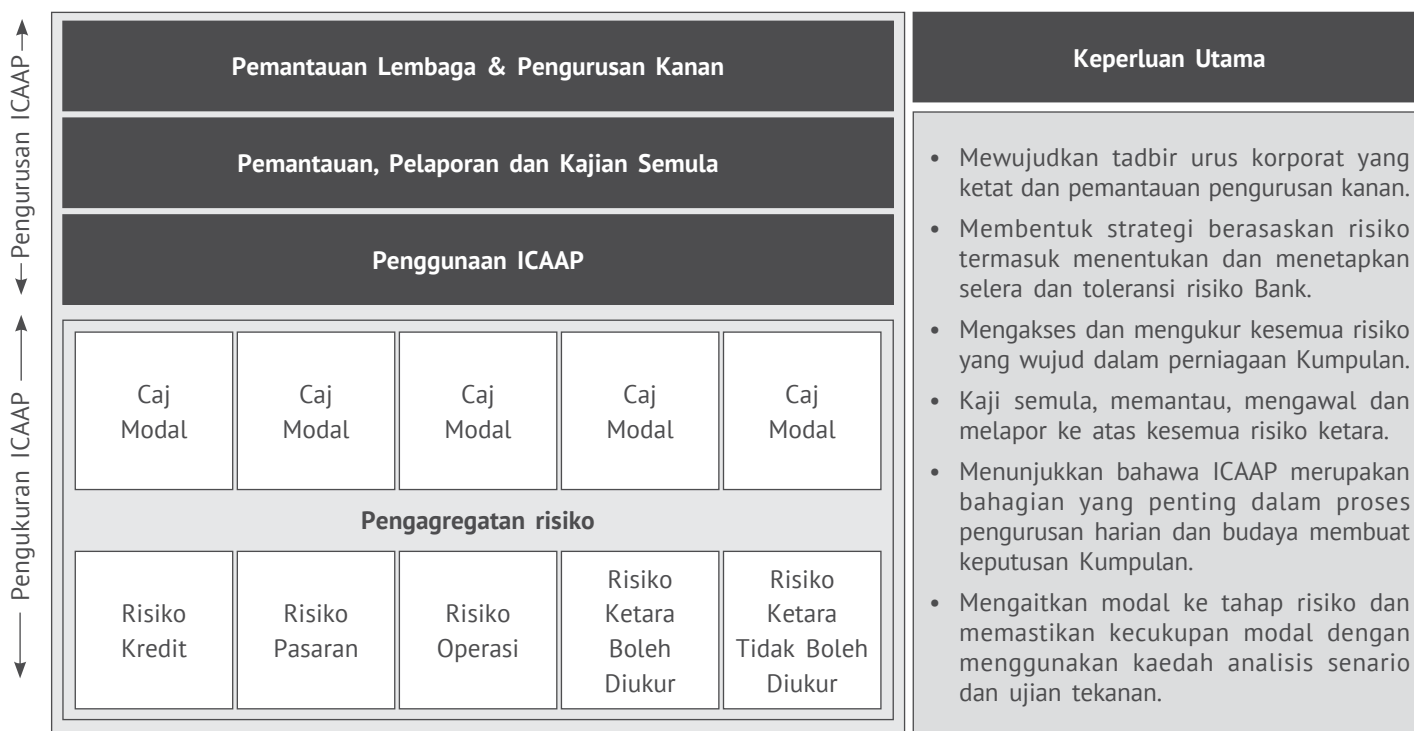 Pengurusan ICAAP
Pengukuran ICAAP
Pemantauan Lembaga & Pengurusan Kanan
Pemantauan, Pelaporan dan Kajian Semula
Penggunaan ICAAP
Caj
Modal
Caj
Modal
Caj
Modal
Caj
Modal
Caj
Modal
Pengagregatan risiko
Risiko
Kredit
Risiko
Pasaran
Risiko
Operasi
Risiko
Ketara
Boleh
Diukur
Risiko
Ketara
Tidak Boleh
Diukur
Keperluan Utama
• Mewujudkan tadbir urus korporat yang
ketat dan pemantauan pengurusan kanan.
• Membentuk strategi berasaskan risiko
termasuk menentukan dan menetapkan
selera dan toleransi risiko Bank.
• Mengakses dan mengukur kesemua risiko
yang wujud dalam perniagaan Kumpulan.
• Kaji semula, memantau, mengawal dan
melapor ke atas kesemua risiko ketara.
• Menunjukkan bahawa ICAAP merupakan
bahagian yang penting dalam proses
pengurusan harian dan budaya membuat
keputusan Kumpulan.
• Mengaitkan modal ke tahap risiko dan
memastikan kecukupan modal dengan
menggunakan kaedah analisis senario
dan ujian tekanan.